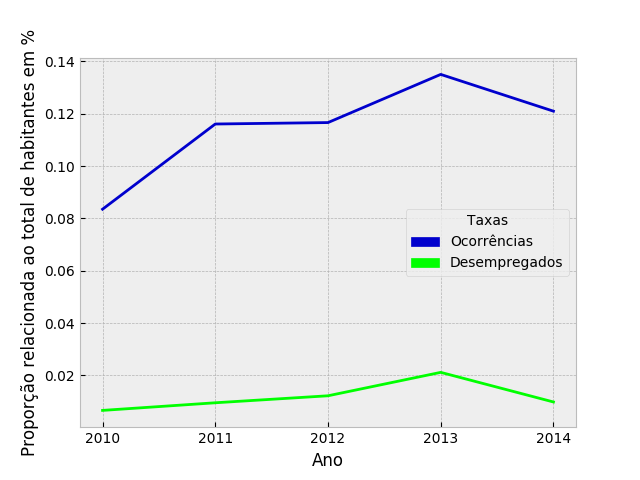 Proporção relacionada ao total de habitantes em %
0.14
0.12
0.10
0.08
0.06
0.04
0.02
Taxas
Ocorrências
Desempregados
2010 2011 2012 2013 2014
Ano